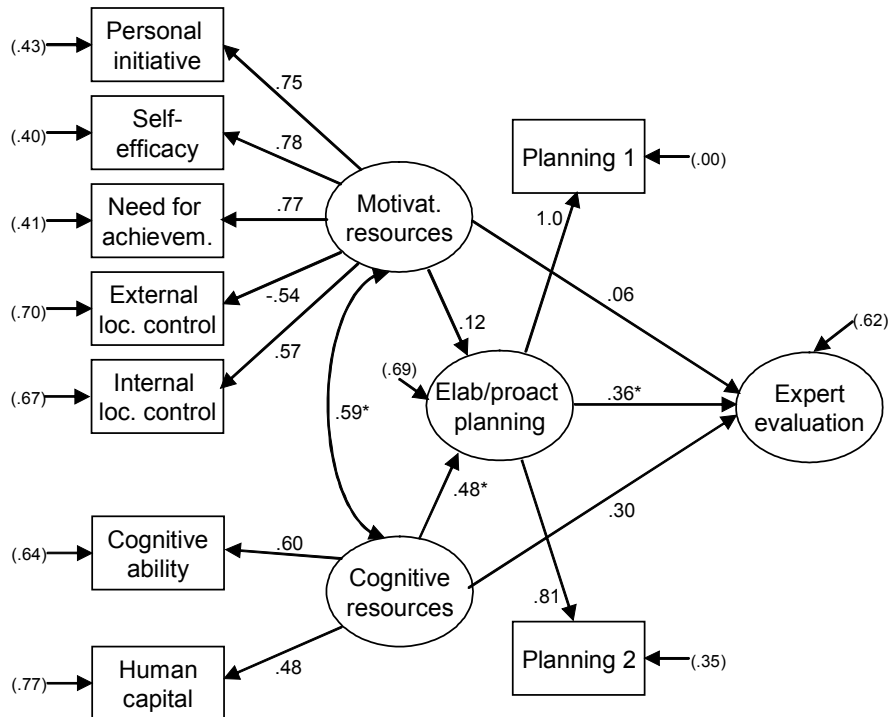 Personal
initiative
(.43)
.75
Self-
efficacy
(.40)
.78
Need for
achievem.
(.41)
.77
External
loc. control
(.70)
-.54
Internal
loc. control
(.67)
.57
Motivat.
resources
Planning 1
(.00)
1.0
.06
.12
(.62)
(.69)
Elab/proact
planning
.36*
Expert
evaluation
.59*
.48*
.30
Cognitive
ability
(.64)
.60
Cognitive
resources
.81
Human
capital
(.77)
.48
Planning 2
(.35)